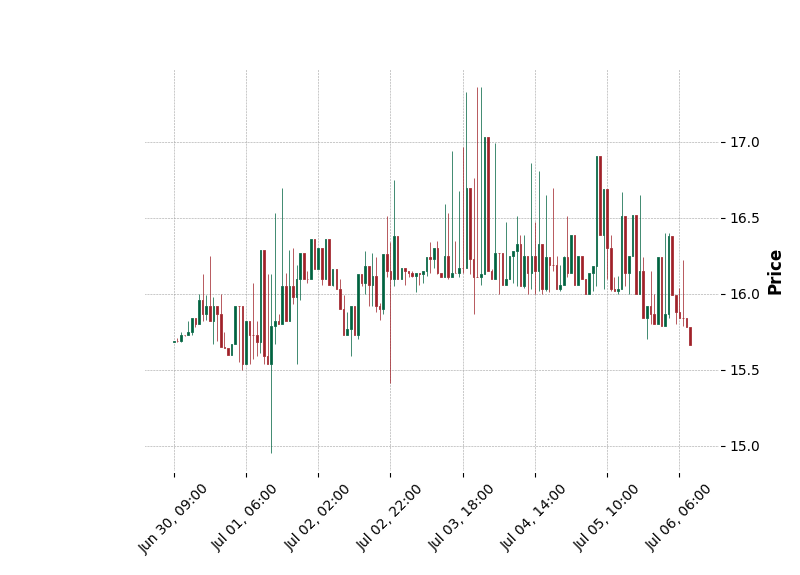 17.0
16.5
16.0
15.5
15.0
Price
Jun 30, 09:00
Jul 01, 06:00
Jul 02, 02:00
Jul 02, 22:00
Jul 03, 18:00
Jul 04, 14:00
Jul 05, 10:00
Jul 06, 06:00